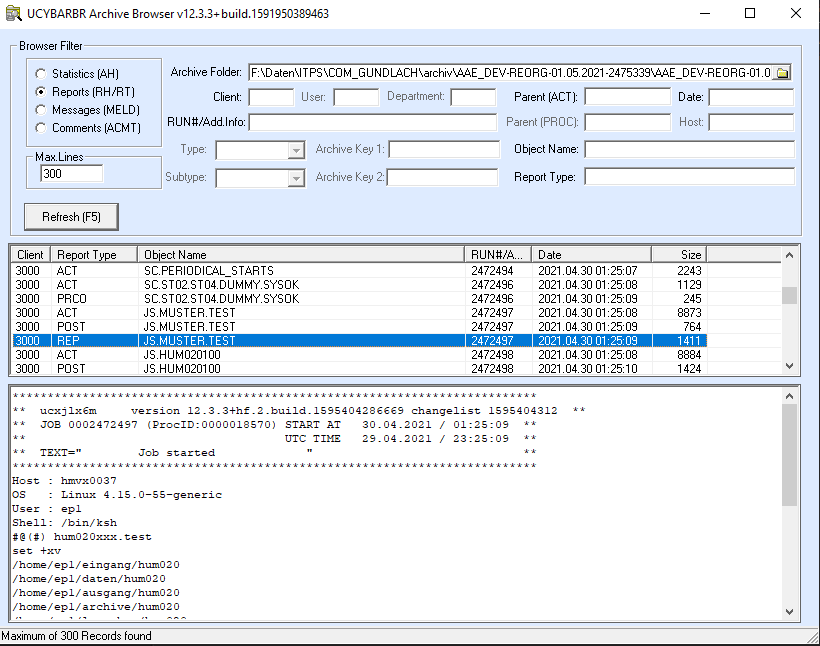 UCYBARBR Archive Browser v12.3.3+build.1591950389463
Browser Filter
Statistics (AH)
Reports (RH/RT)
Messages (MELD)
Comments (ACMT)
Max.Lines
300
Refresh (F5)
Archive Folder: F:\Daten\ITPS\COM_GUNDLACH\archiv\AAE_DEV-REORG-01.05.2021-2475339\AAE_DEV-REORG-01.0
Client: User: Department: Parent (ACT): Date:
RUN#/Add.Info: Parent (PROC): Host:
Type: Archive Key 1: Object Name:
Subtype: Archive Key 2: Report Type:
Client Report Type Object Name RUN#/A... Date Size
3000 ACT SC.PERIODICAL_STARTS 2472494 2021.04.30 01:25:07 2243
3000 ACT SC.ST02.ST04.DUMMY.SYSOK 2472496 2021.04.30 01:25:08 1129
3000 PRCO SC.ST02.ST04.DUMMY.SYSOK 2472496 2021.04.30 01:25:09 245
3000 ACT JS.MUSTER.TEST 2472497 2021.04.30 01:25:08 8873
3000 POST JS.MUSTER.TEST 2472497 2021.04.30 01:25:09 764
3000 REP JS.MUSTER.TEST 2472497 2021.04.30 01:25:09 1411
3000 ACT JS.HUM020100 2472498 2021.04.30 01:25:08 8884
3000 POST JS.HUM020100 2472498 2021.04.30 01:25:10 1424
***************************************************************************
** ucxjlx6m version 12.3.3+hf.2.build.1595404286669 changelist 1595404312 **
** JOB 0002472497 (ProcID:0000018570) START AT 30.04.2021 / 01:25:09 **
** UTC TIME 29.04.2021 / 23:25:09 **
** TEXT=" Job started " **
***************************************************************************
Host : hmvx0037
OS : Linux 4.15.0-55-generic
User : ep1
Shell: /bin/ksh
#@(#) hum020xxx.test
set +xv
/home/ep1/eingang/hum020
/home/ep1/daten/hum020
/home/ep1/ausgang/hum020
/home/ep1/archive/hum020
Maximum of 300 Records found